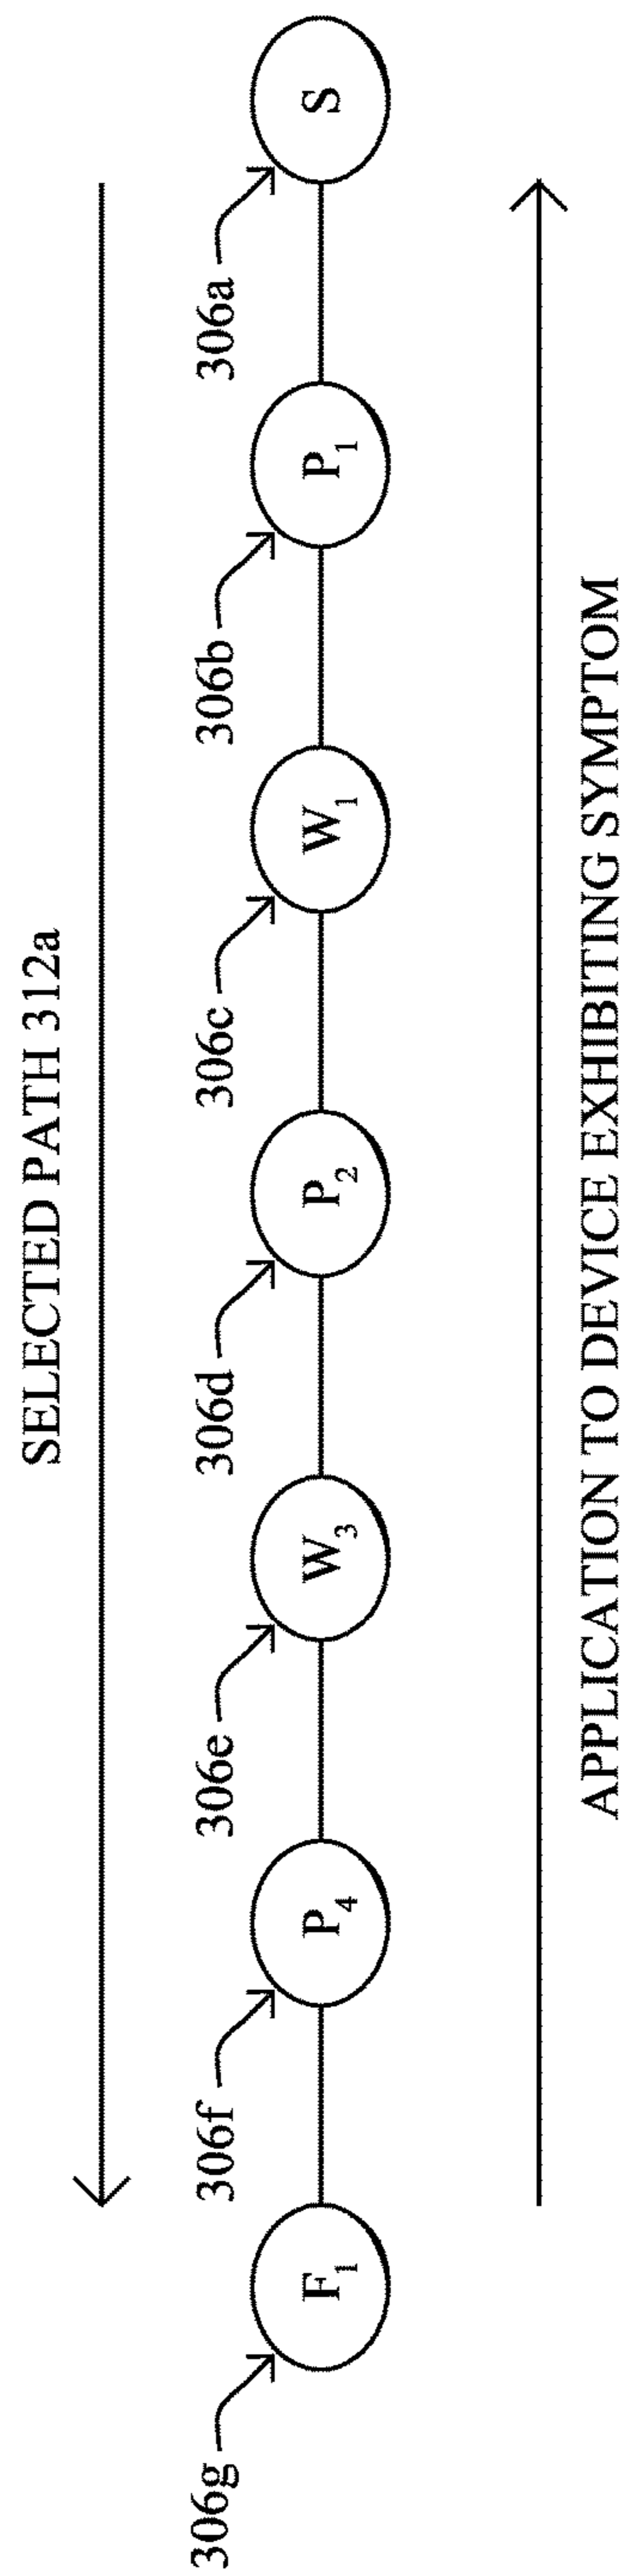 SELECTED PATH 312a
306g
306f
306e
306d
306c
306b
306a
F1
P4
W3
P2
W1
P1
S
APPLICATION TO DEVICE EXHIBITING SYMPTOM